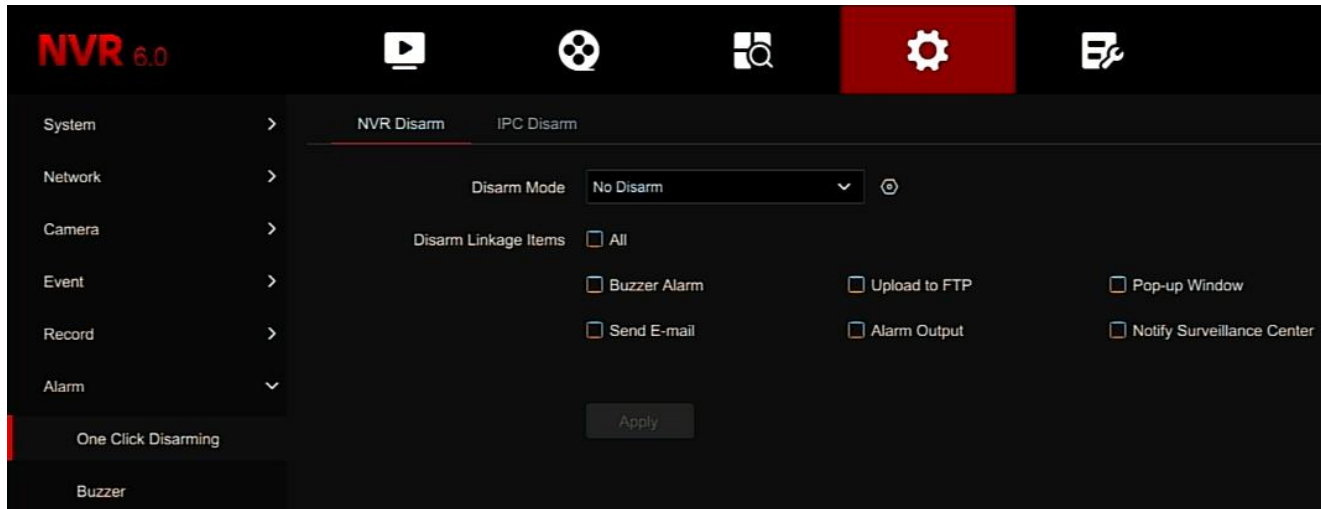 NVR 6.0
System
Network
Camera
Event
Record
Alarm
One Click Disarming
Buzzer
NVR Disarm IPC Disarm
Disarm Mode No Disarm
Disarm Linkage Items All
Buzzer Alarm Upload to FTP Pop-up Window
Send E-mail Alarm Output Notify Surveillance Center
Apply